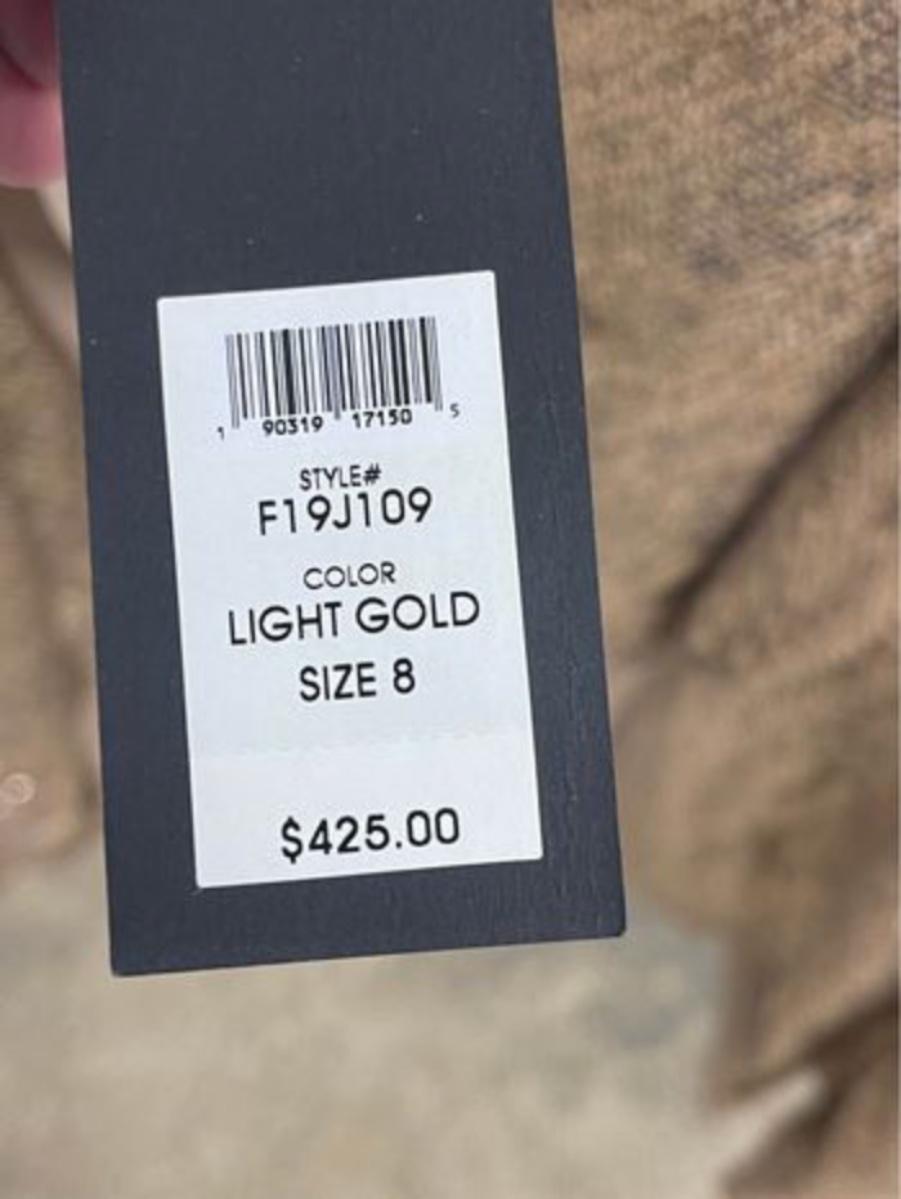 1 90319 17150 5
STYLE#
F19J109
COLOR
LIGHT GOLD
SIZE 8
$425.00